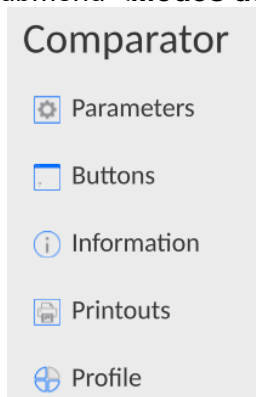 Comparator
Parameters
Buttons
Information
Printouts
Profile